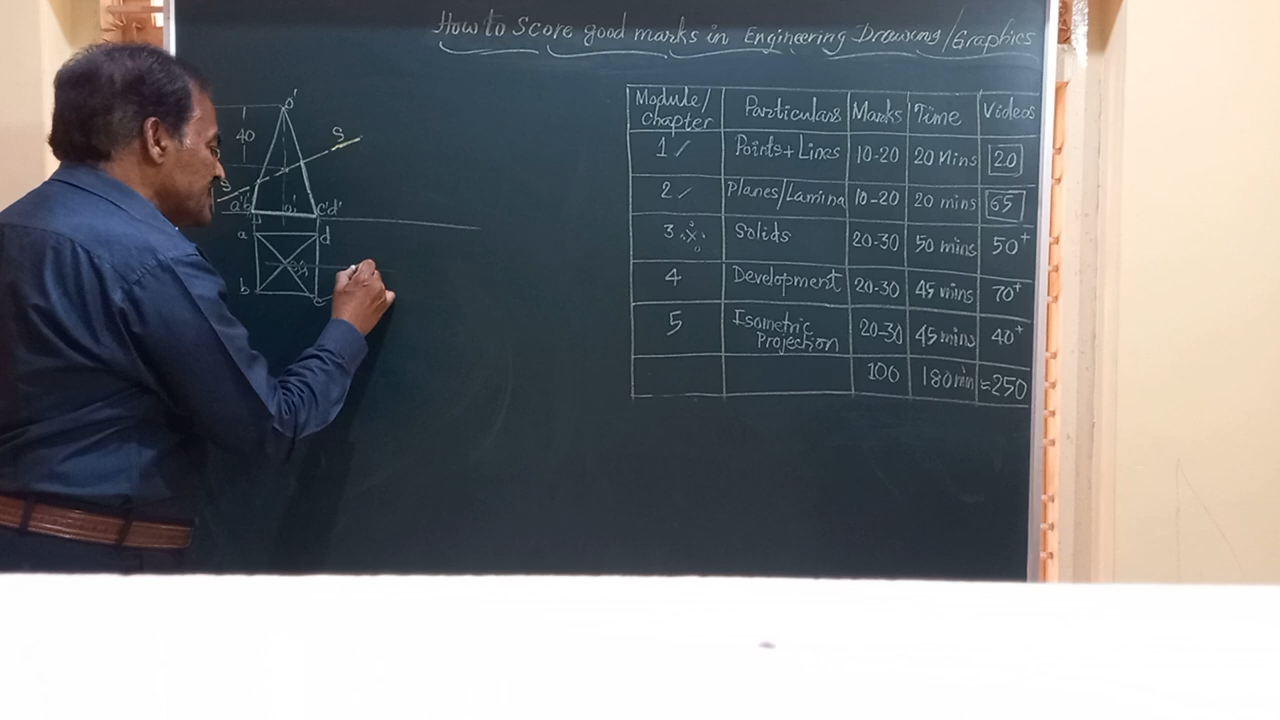 How to Score good marks in Engineering Drawing/Graphics
Module/ Chapter Particulars Marks Time Videos
1 ✓ Points+Lines 10-20 20 Mins 20
2 ✓ Planes/Lamina 10-20 20 mins 65
3 Solids 20-30 50 mins 50+
4 Development 20-30 45 mins 70+
5 Isometric Projection 20-30 45 mins 40+
100 180min ≈250
o'
40
S
S
a'b' o' c'd'
a d
b c